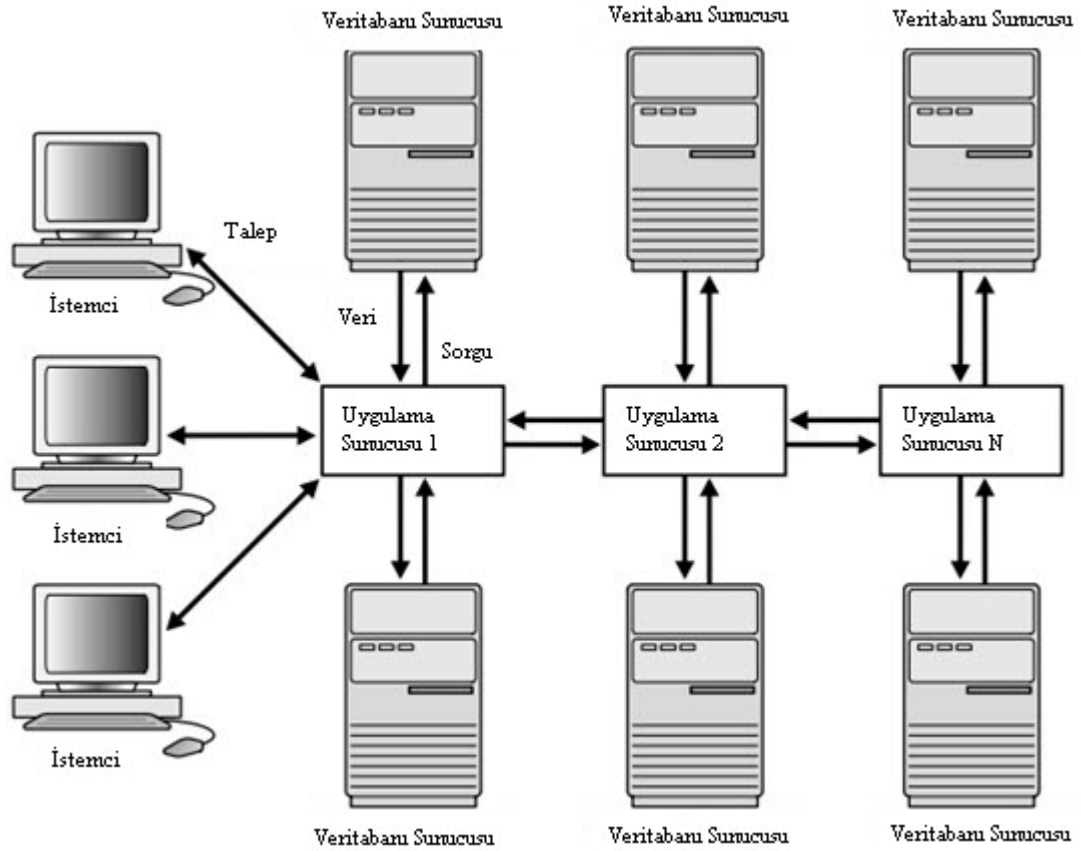 Veritabanı Sunucusu
Veritabanı Sunucusu
Veritabanı Sunucusu
Talep
İstemci
Veri
Sorgu
Uygulama
Sunucusu 1
Uygulama
Sunucusu 2
Uygulama
Sunucusu N
İstemci
İstemci
Veritabanı Sunucusu
Veritabanı Sunucusu
Veritabanı Sunucusu